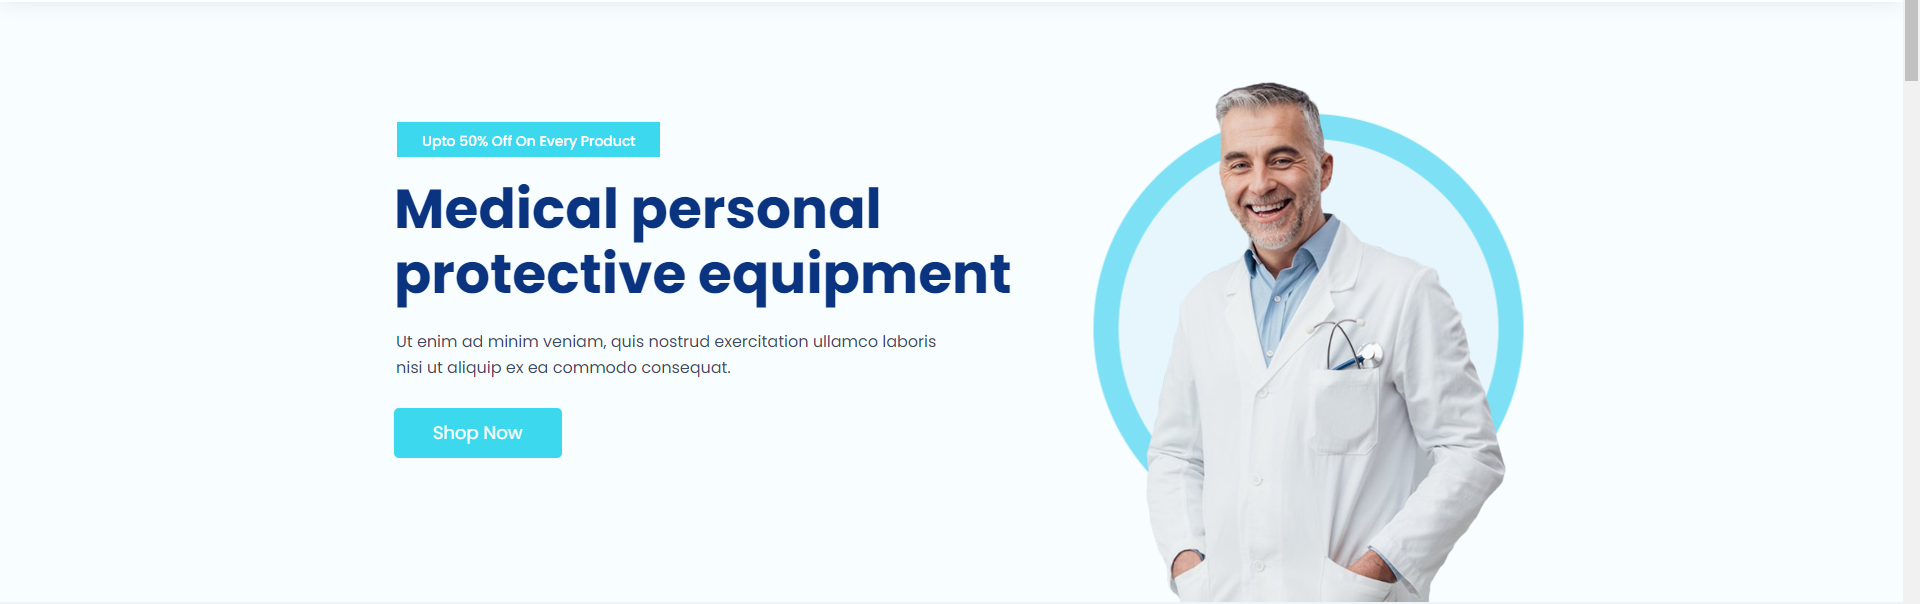 Upto 50% Off On Every Product
Medical personal
protective equipment
Ut enim ad minim veniam, quis nostrud exercitation ullamco laboris
nisi ut aliquip ex ea commodo consequat.
Shop Now